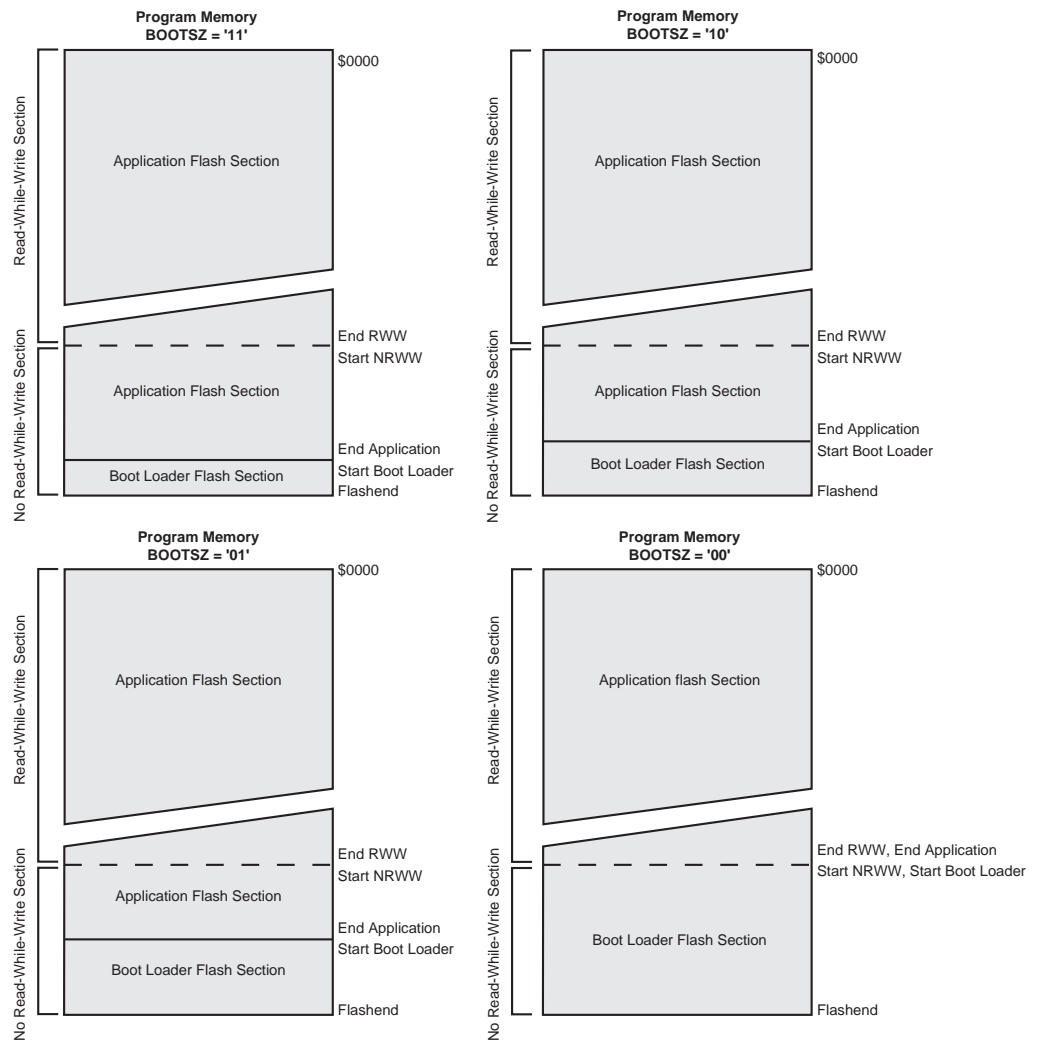 Program Memory
BOOTSZ = '11'
$0000
Read-While-Write Section
Application Flash Section
End RWW
Start NRWW
No Read-While-Write Section
Application Flash Section
End Application
Start Boot Loader
Boot Loader Flash Section
Flashend
Program Memory
BOOTSZ = '10'
$0000
Read-While-Write Section
Application Flash Section
End RWW
Start NRWW
No Read-While-Write Section
Application Flash Section
End Application
Start Boot Loader
Boot Loader Flash Section
Flashend
Program Memory
BOOTSZ = '01'
$0000
Read-While-Write Section
Application Flash Section
End RWW
Start NRWW
No Read-While-Write Section
Application Flash Section
End Application
Start Boot Loader
Boot Loader Flash Section
Flashend
Program Memory
BOOTSZ = '00'
$0000
Read-While-Write Section
Application flash Section
End RWW, End Application
Start NRWW, Start Boot Loader
No Read-While-Write Section
Boot Loader Flash Section
Flashend